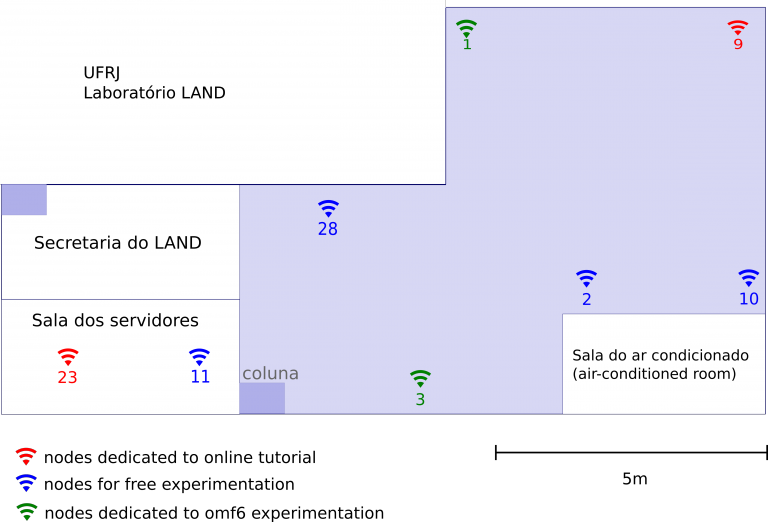 UFRJ
Laboratório LAND
1
9
28
Secretaria do LAND
2
10
Sala dos servidores
Sala do ar condicionado
(air-conditioned room)
23
11
coluna
3
nodes dedicated to online tutorial
nodes for free experimentation
5m
nodes dedicated to omf6 experimentation